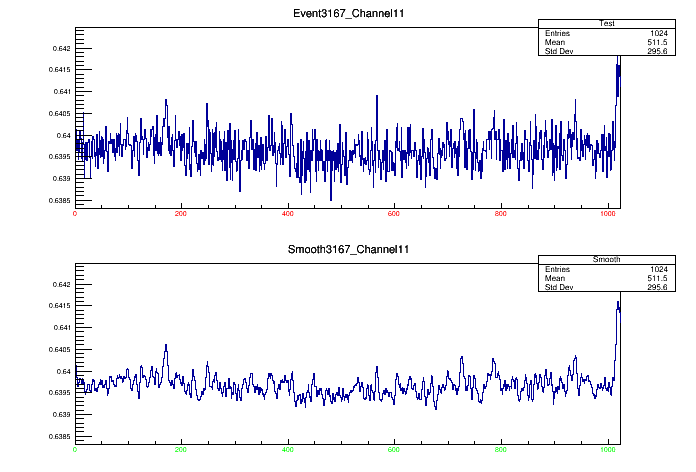 Event3167_Channel11
Test
Entries 1024
Mean 511.5
Std Dev 295.6
0.642
0.6415
0.641
0.6405
0.64
0.6395
0.639
0.6385
0 200 400 600 800 1000
Smooth3167_Channel11
Smooth
Entries 1024
Mean 511.5
Std Dev 295.6
0.642
0.6415
0.641
0.6405
0.64
0.6395
0.639
0.6385
0 200 400 600 800 1000